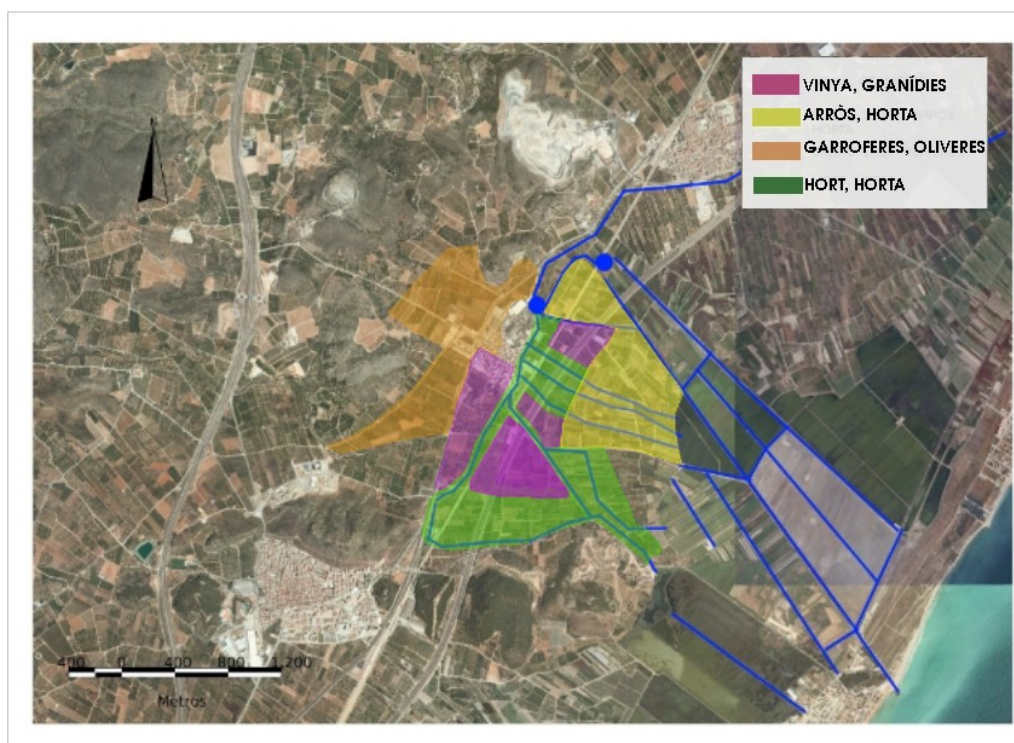 VINYA, GRANÍDIES
ARRÒS, HORTA
GARROFERES, OLIVERES
HORT, HORTA
400 0 400 800 1,200
Metros